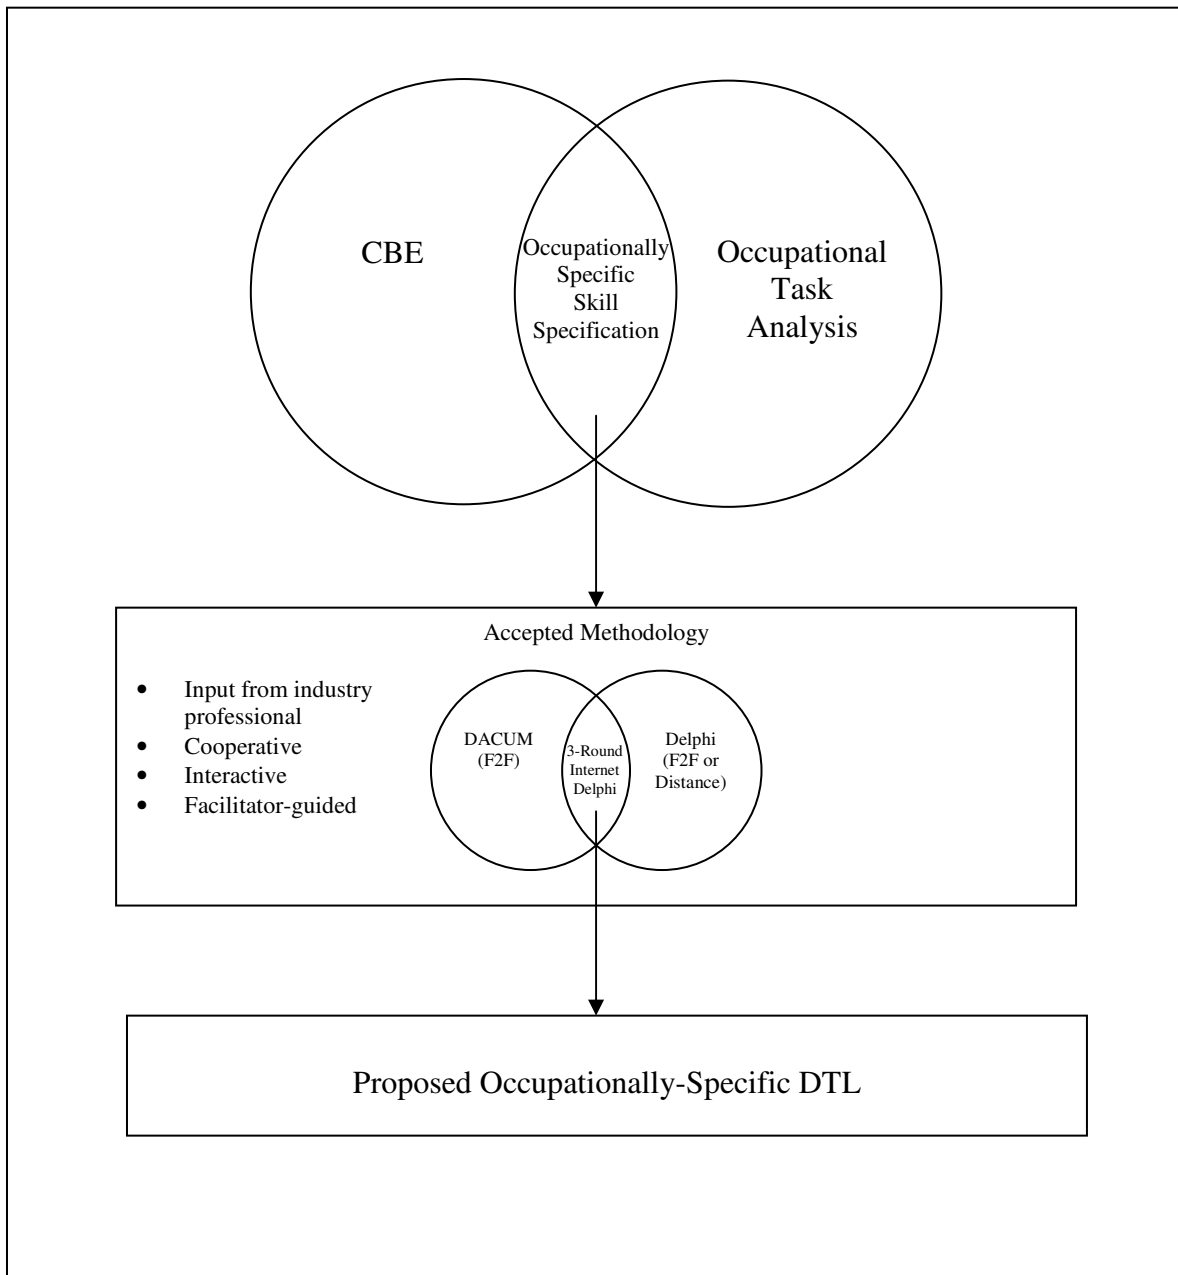 CBE
Occupationally
Specific
Skill
Specification
Occupational
Task
Analysis
Accepted Methodology
• Input from industry
professional
• Cooperative
• Interactive
• Facilitator-guided
DACUM
(F2F)
3-Round
Internet
Delphi
Delphi
(F2F or
Distance)
Proposed Occupationally-Specific DTL